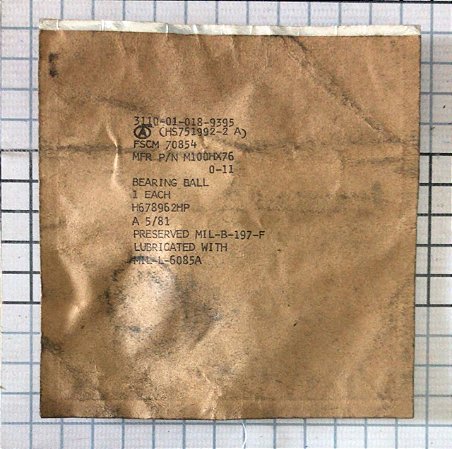 3110-01-018-9395
(HS751992-2 A)
FSCM 70854
MFR P/N M100HX76
0-11
BEARING BALL
1 EACH
H678962HP
A 5/81
PRESERVED MIL-B-197-F
LUBRICATED WITH
MIL-L-6085A